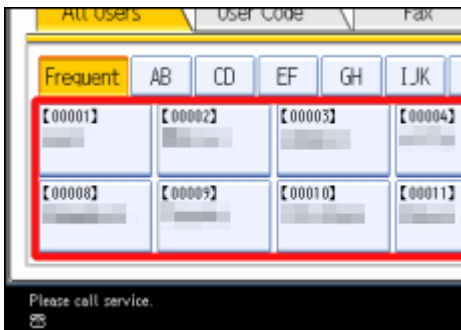 All Users User Code Fax
Frequent AB CD EF GH IJK
【00001】 【00002】 【00003】 【00004】
【00008】 【00009】 【00010】 【00011】
Please call service.